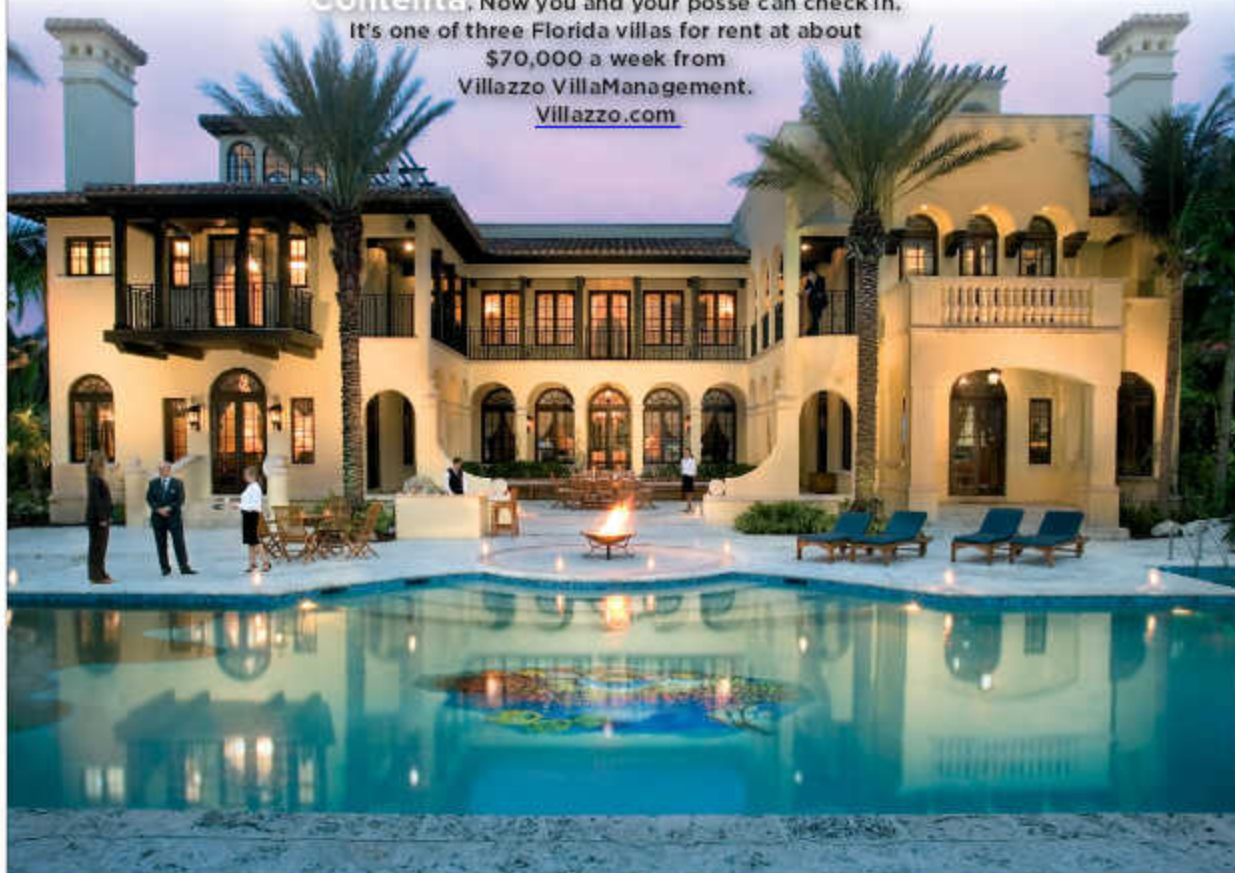 Contenta. Now you and your posse can check in.
It's one of three Florida villas for rent at about
$70,000 a week from
Villazzo VillaManagement.
Villazzo.com